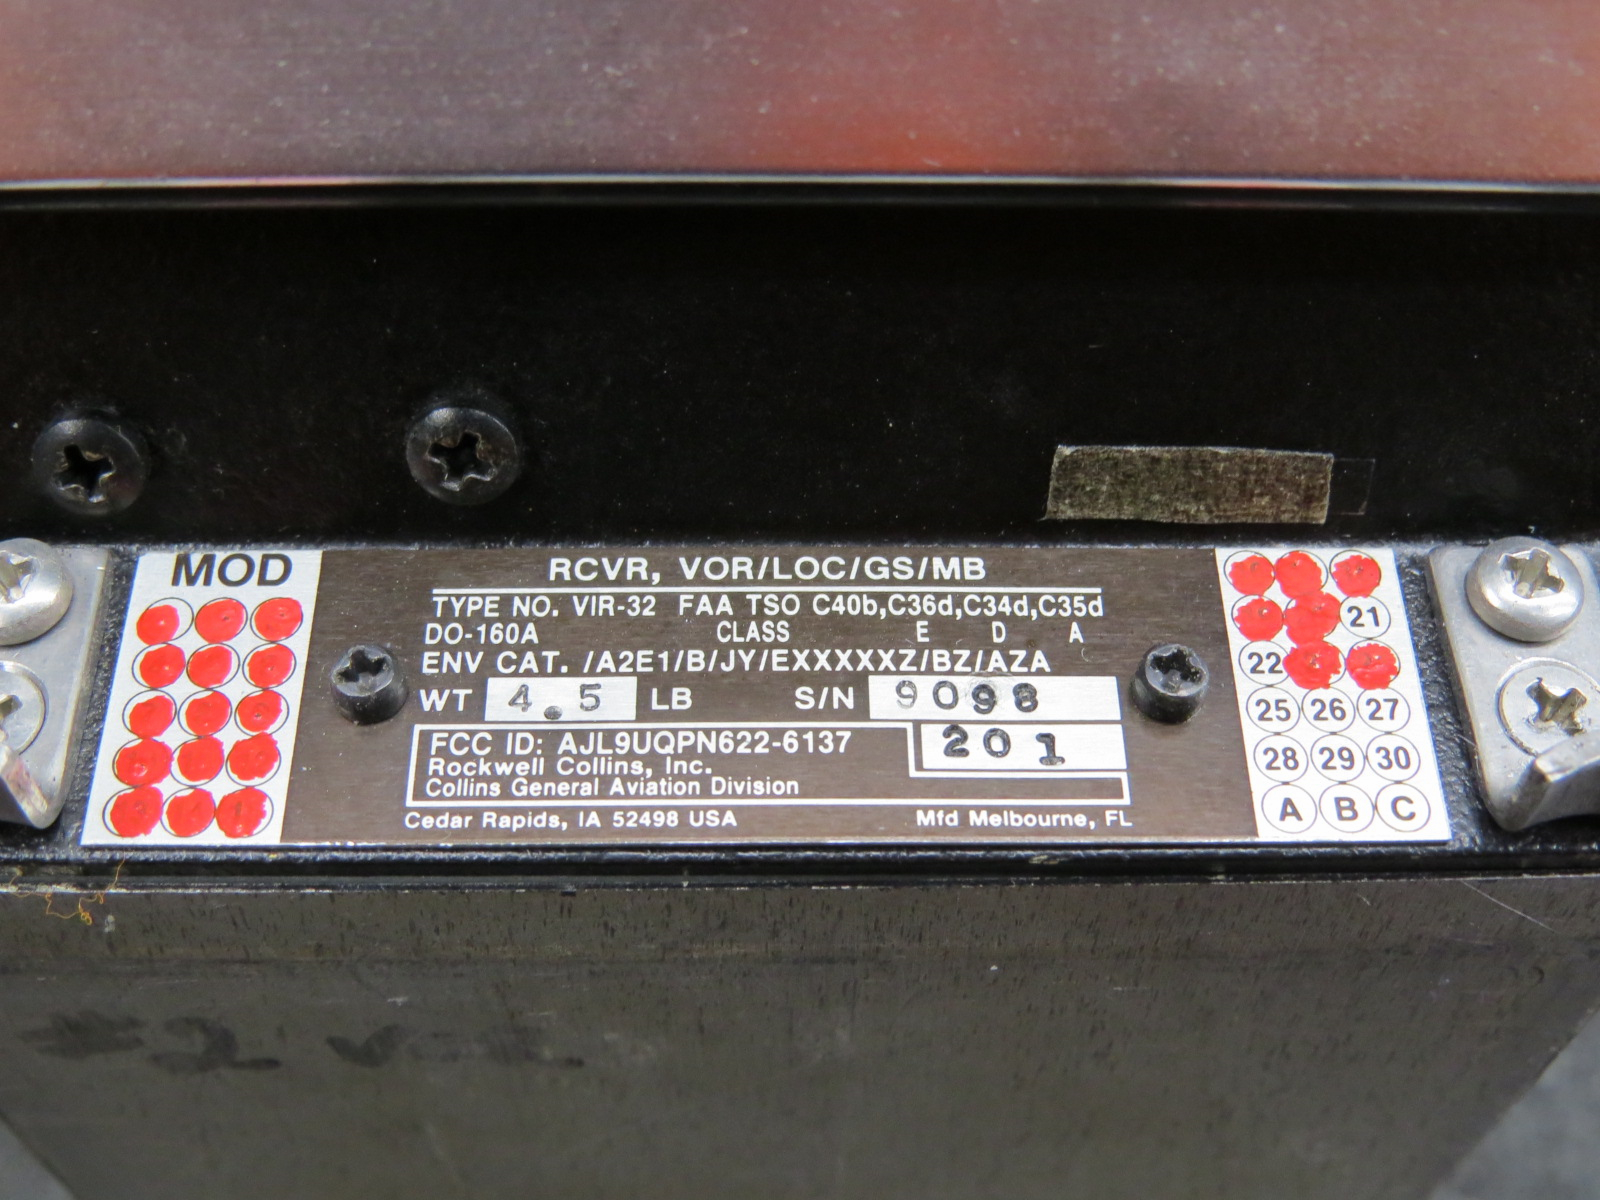 MOD
RCVR, VOR/LOC/GS/MB
TYPE NO. VIR-32 FAA TSO C40b,C36d,C34d,C35d
DO-160A CLASS E D A
ENV CAT. /A2E1/B/JY/EXXXXXZ/BZ/AZA
WT 4.5 LB S/N 9098
201
FCC ID: AJL9UQPN622-6137
Rockwell Collins, Inc.
Collins General Aviation Division
Cedar Rapids, IA 52498 USA Mfd Melbourne, FL
21
22
25 26 27
28 29 30
A B C